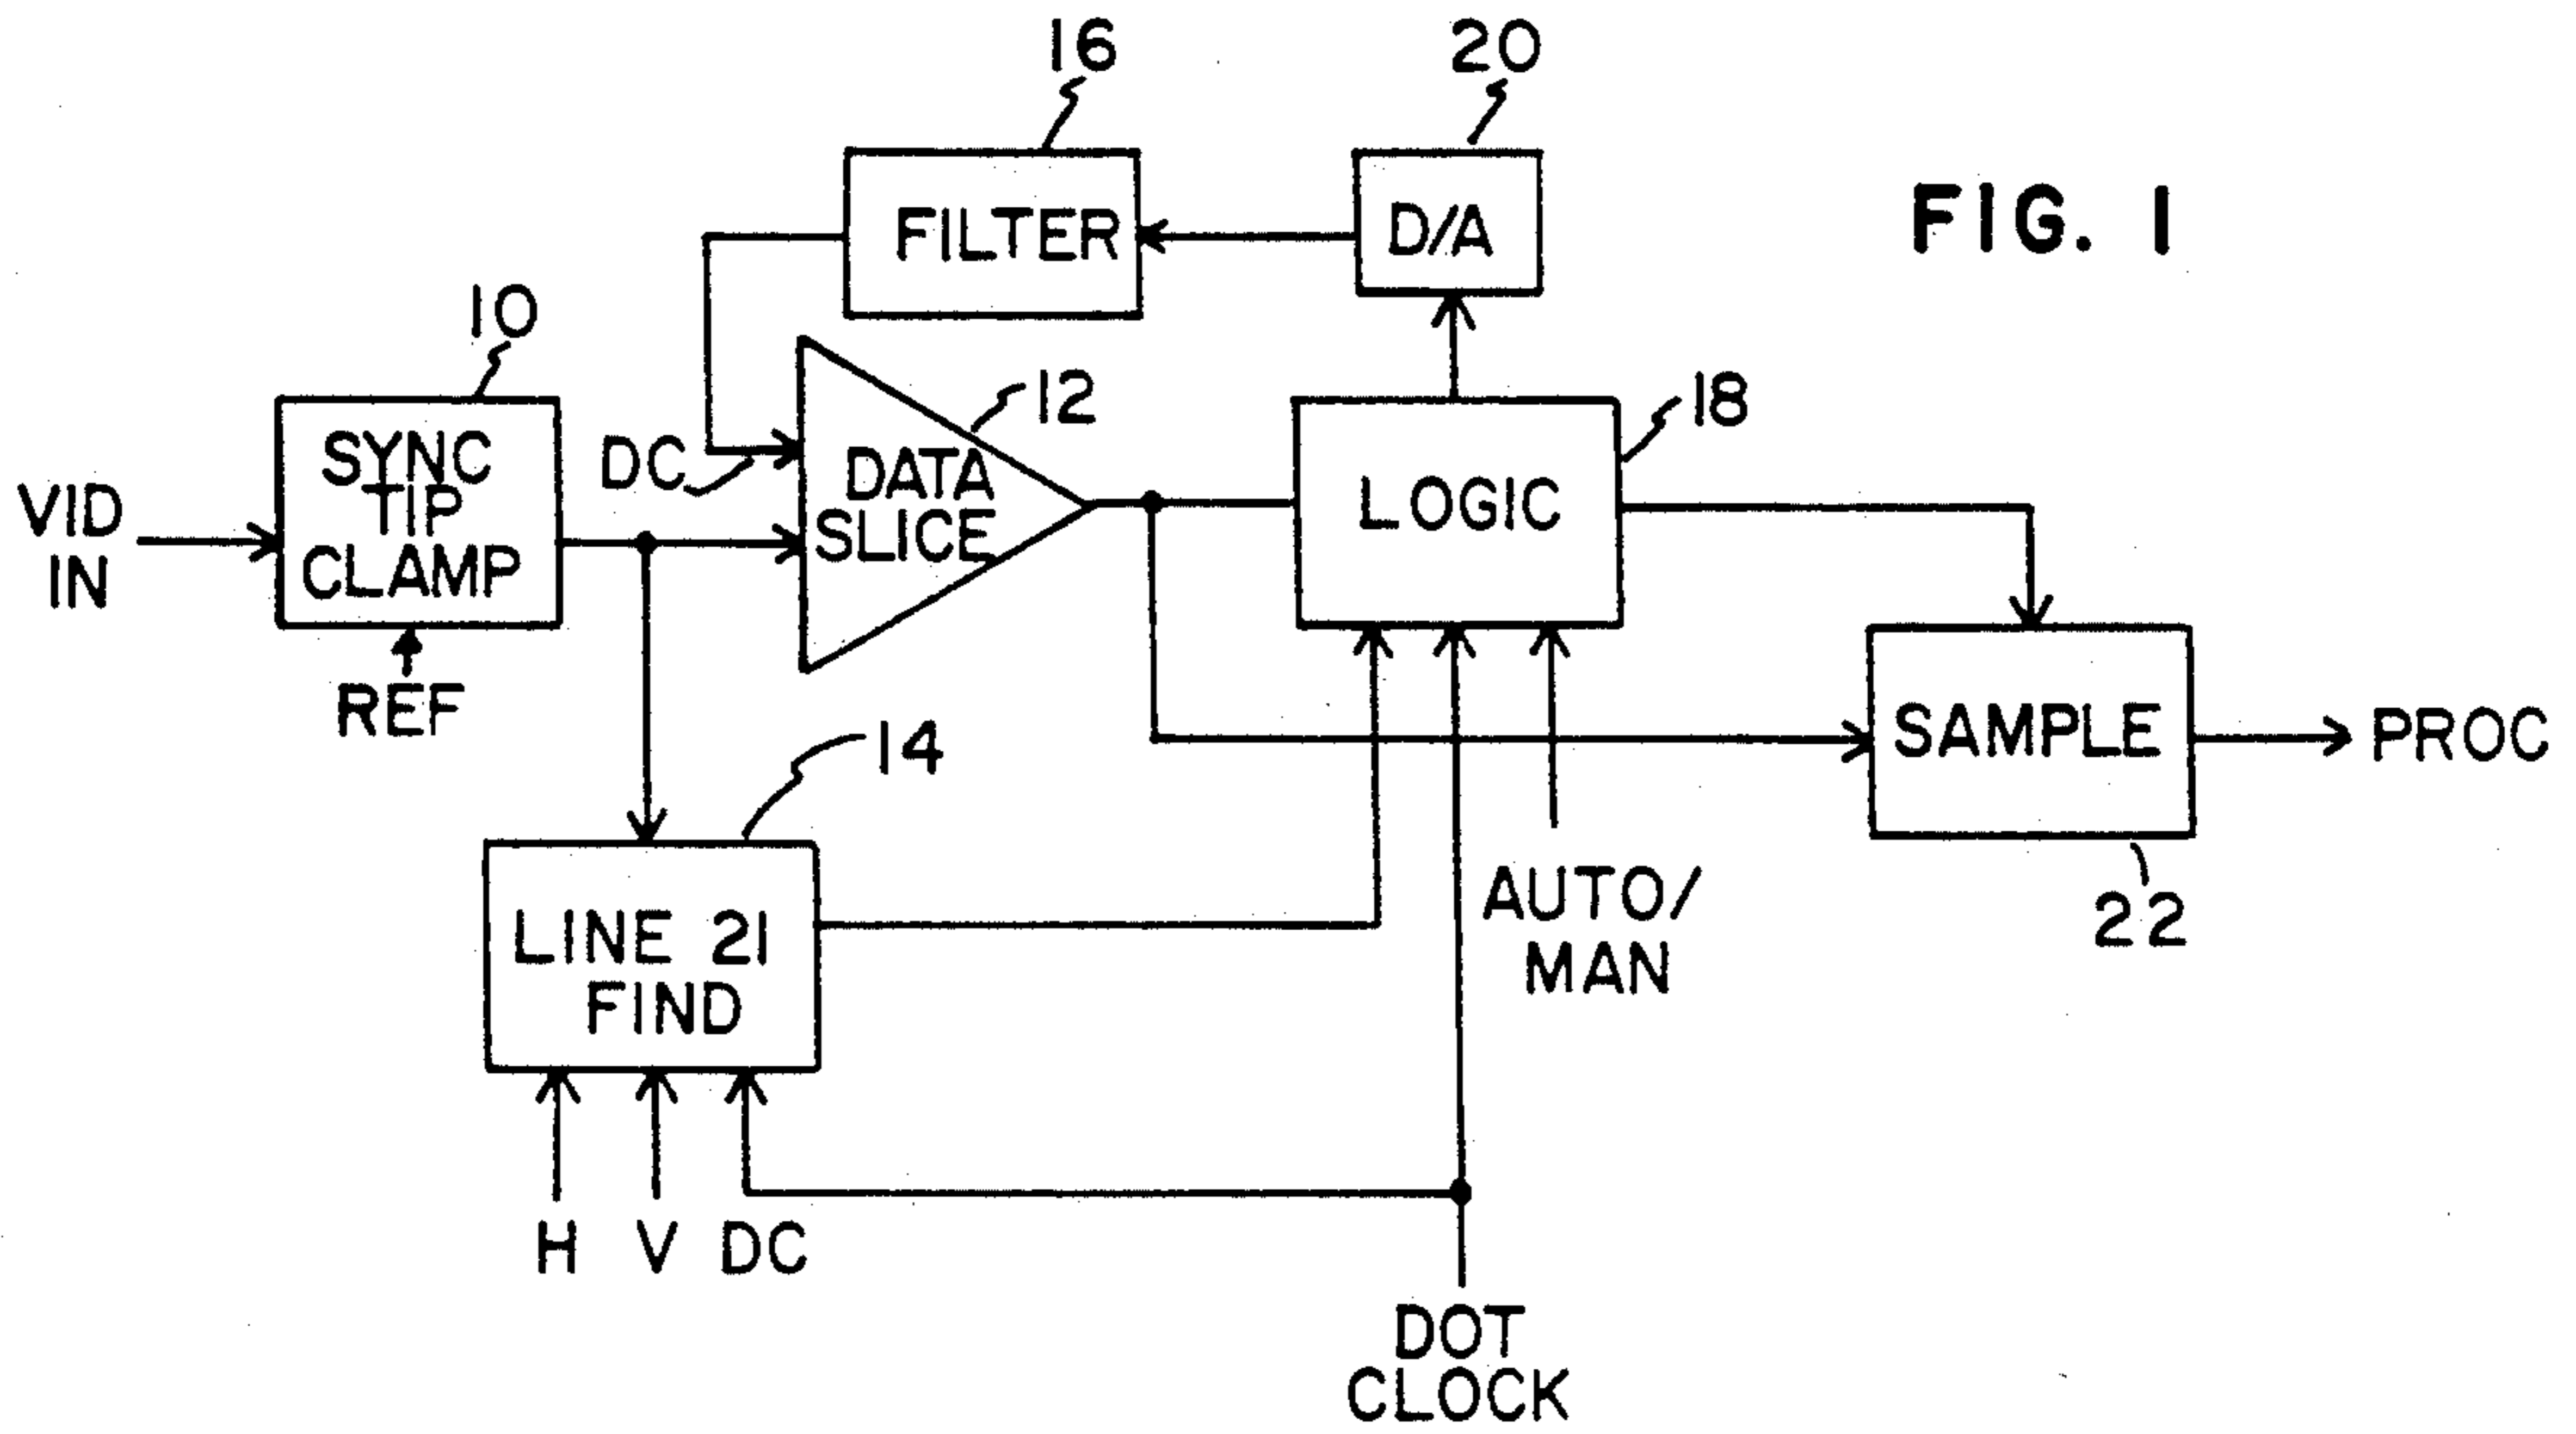 16
20
FIG. 1
FILTER
D/A
10
12
18
SYNC
TIP
CLAMP
DC
DATA
SLICE
LOGIC
VID
IN
REF
14
SAMPLE
PROC
LINE 21
FIND
AUTO/
MAN
22
H V DC
DOT
CLOCK